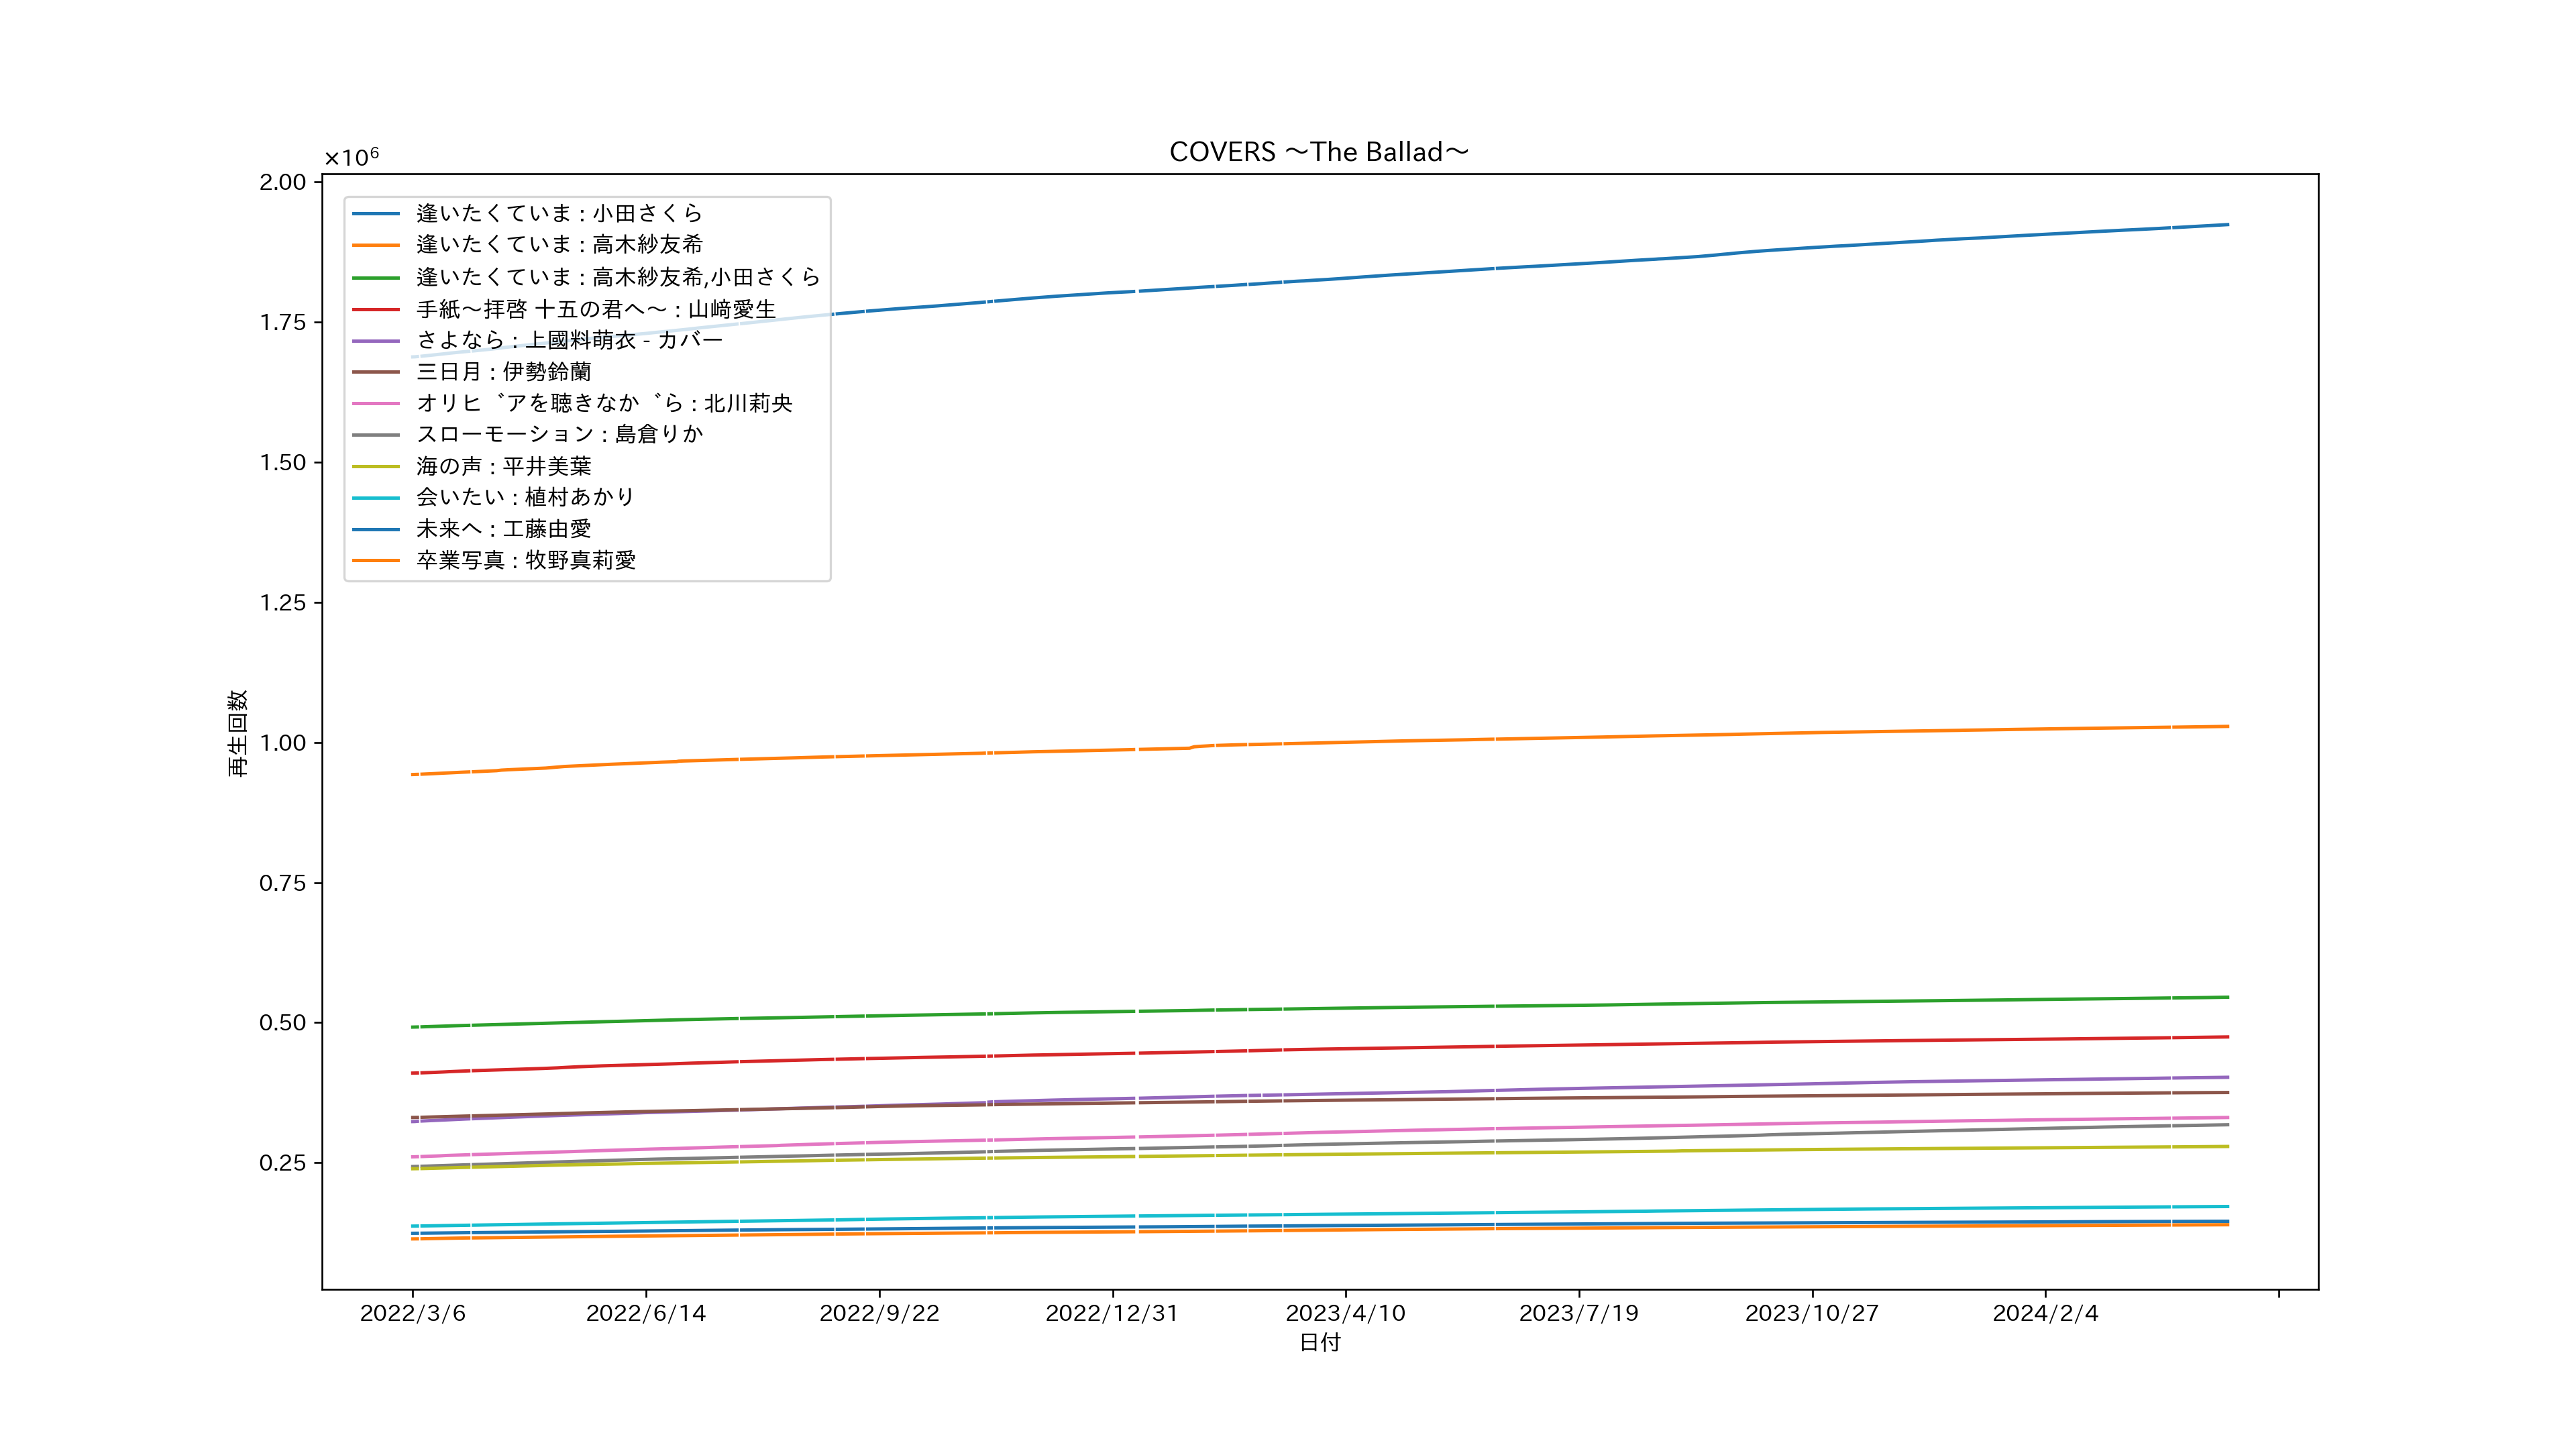 COVERS ～The Ballad～
×10⁶
2.00
1.75
1.50
1.25
1.00
0.75
0.50
0.25
再生回数
逢いたくていま : 小田さくら
逢いたくていま : 高木紗友希
逢いたくていま : 高木紗友希,小田さくら
手紙～拝啓 十五の君へ～ : 山﨑愛生
さよなら : 上國料萌衣 - カバー
三日月 : 伊勢鈴蘭
オリヒ゛アを聴きなか゛ら : 北川莉央
スローモーション : 島倉りか
海の声 : 平井美葉
会いたい : 植村あかり
未来へ : 工藤由愛
卒業写真 : 牧野真莉愛
2022/3/6
2022/6/14
2022/9/22
2022/12/31
2023/4/10
2023/7/19
2023/10/27
2024/2/4
日付